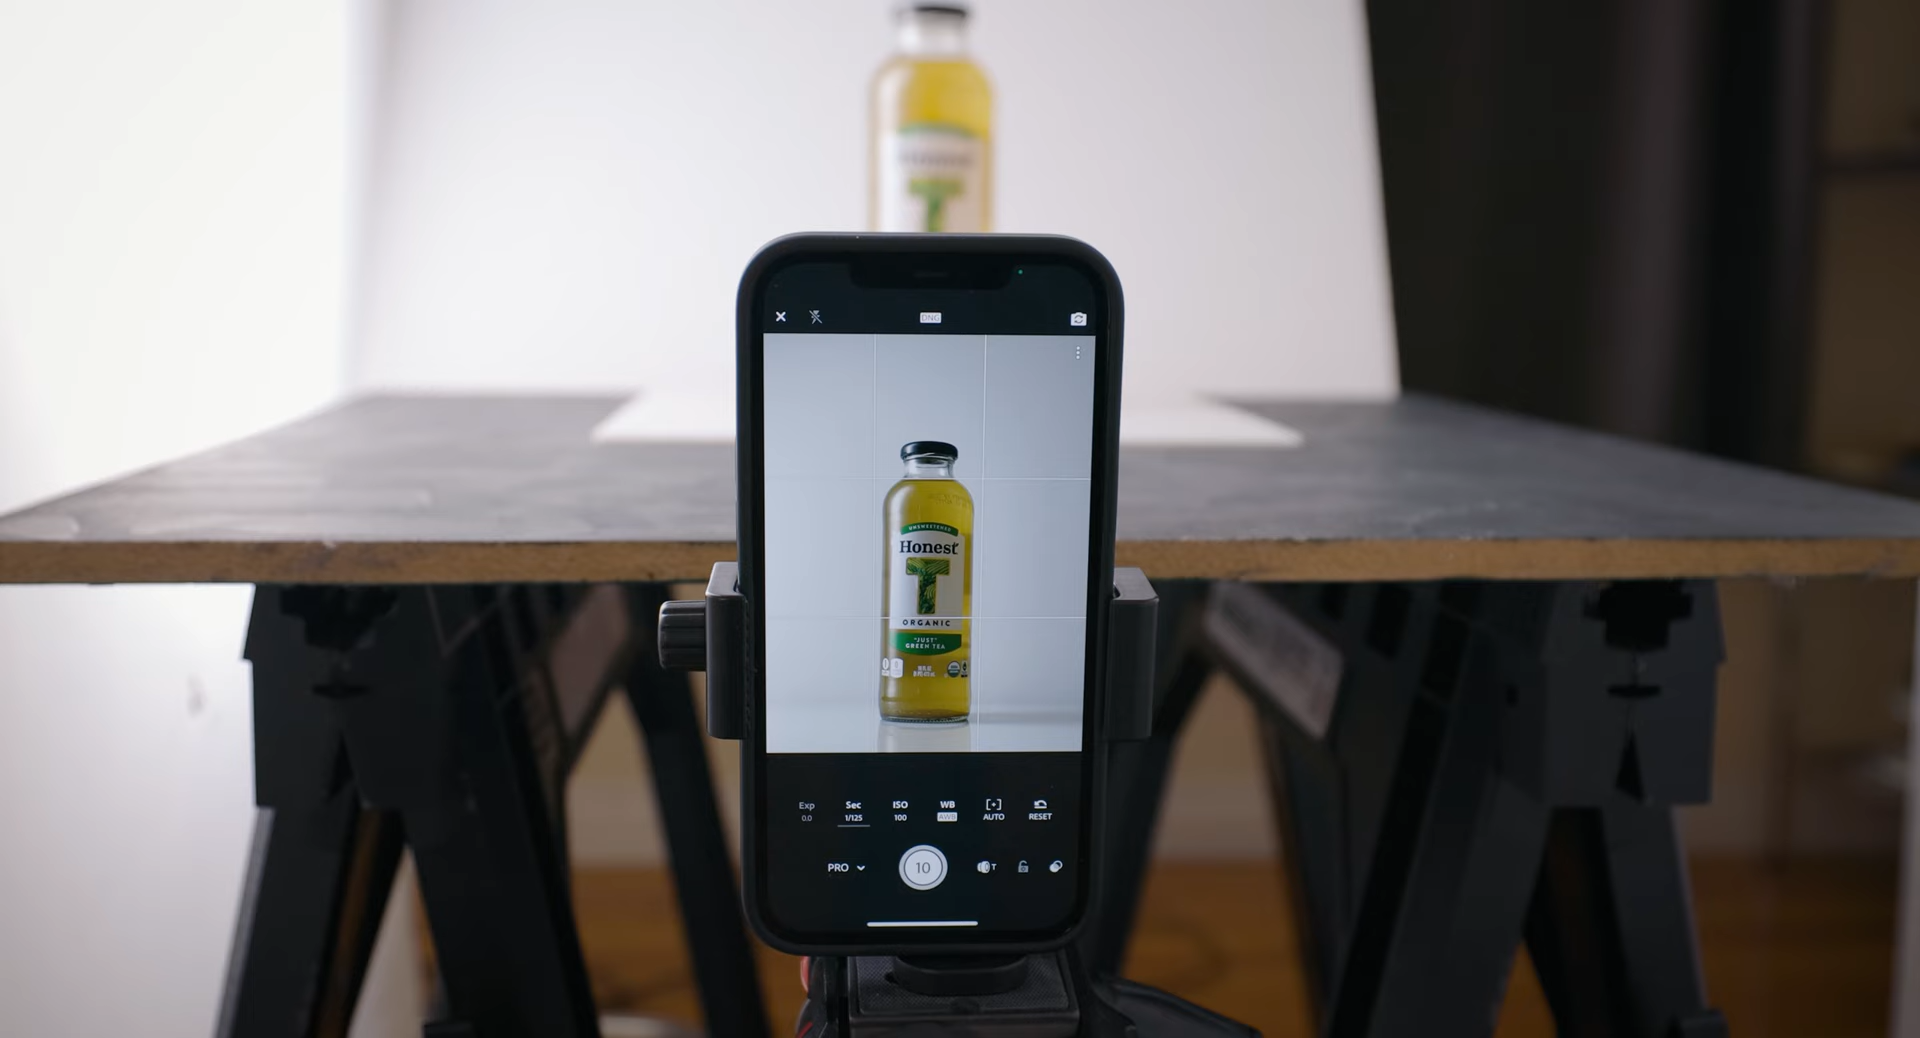 T
DNG
UNSWEETENED
Honest
T
ORGANIC
"JUST"
GREEN TEA
Exp
0.0
Sec
1/125
ISO
100
WB
AWB
AUTO
RESET
PRO
10
T